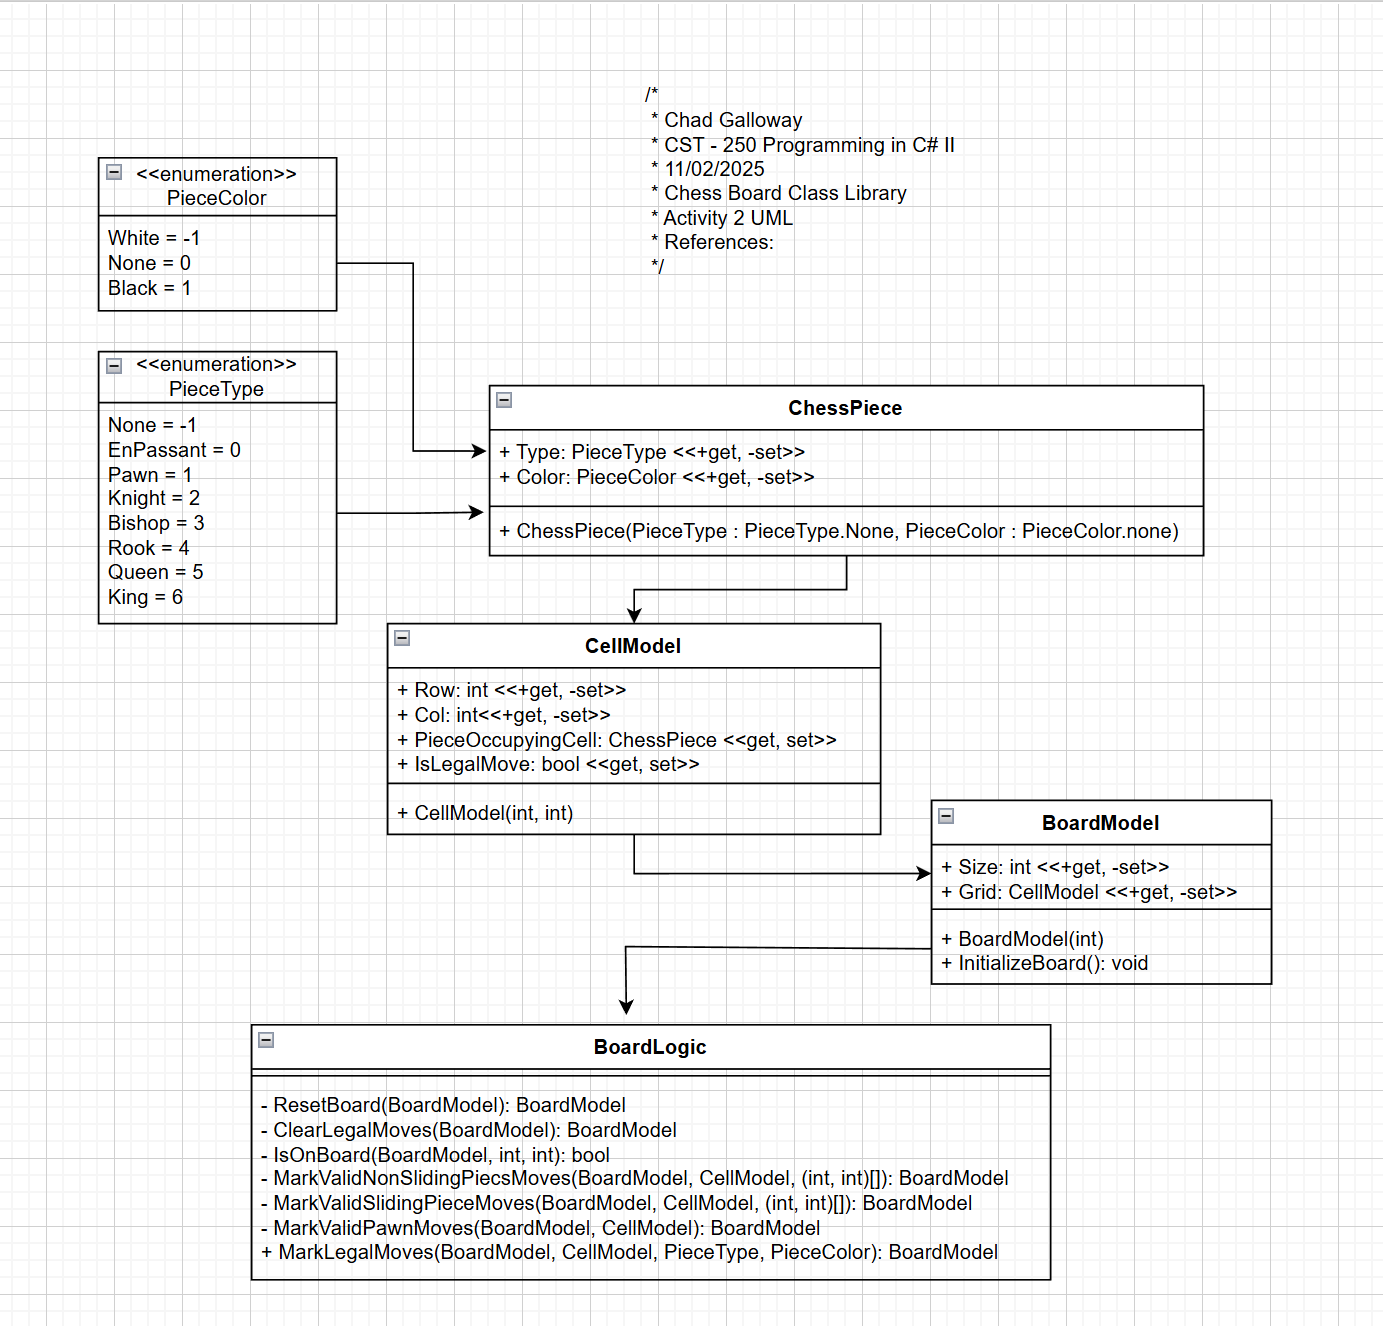 /*
* Chad Galloway
* CST - 250 Programming in C# II
* 11/02/2025
* Chess Board Class Library
* Activity 2 UML
* References:
*/
<<enumeration>>
PieceColor
White = -1
None = 0
Black = 1
<<enumeration>>
PieceType
None = -1
EnPassant = 0
Pawn = 1
Knight = 2
Bishop = 3
Rook = 4
Queen = 5
King = 6
ChessPiece
+ Type: PieceType <<+get, -set>>
+ Color: PieceColor <<+get, -set>>
+ ChessPiece(PieceType : PieceType.None, PieceColor : PieceColor.none)
CellModel
+ Row: int <<+get, -set>>
+ Col: int<<+get, -set>>
+ PieceOccupyingCell: ChessPiece <<get, set>>
+ IsLegalMove: bool <<get, set>>
+ CellModel(int, int)
BoardModel
+ Size: int <<+get, -set>>
+ Grid: CellModel <<+get, -set>>
+ BoardModel(int)
+ InitializeBoard(): void
BoardLogic
- ResetBoard(BoardModel): BoardModel
- ClearLegalMoves(BoardModel): BoardModel
- IsOnBoard(BoardModel, int, int): bool
- MarkValidNonSlidingPiecsMoves(BoardModel, CellModel, (int, int)[]): BoardModel
- MarkValidSlidingPieceMoves(BoardModel, CellModel, (int, int)[]): BoardModel
- MarkValidPawnMoves(BoardModel, CellModel): BoardModel
+ MarkLegalMoves(BoardModel, CellModel, PieceType, PieceColor): BoardModel